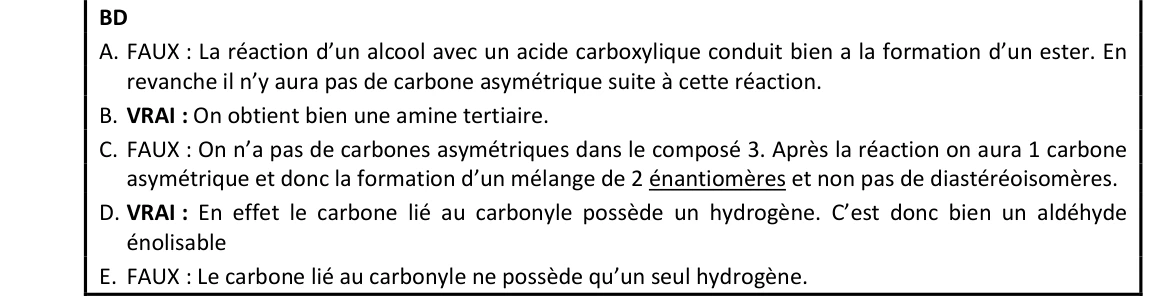 BD
A. FAUX : La réaction d’un alcool avec un acide carboxylique conduit bien a la formation d’un ester. En
revanche il n’y aura pas de carbone asymétrique suite à cette réaction.
B. VRAI : On obtient bien une amine tertiaire.
C. FAUX : On n’a pas de carbones asymétriques dans le composé 3. Après la réaction on aura 1 carbone
asymétrique et donc la formation d’un mélange de 2 énantiomères et non pas de diastéréoisomères.
D. VRAI : En effet le carbone lié au carbonyle possède un hydrogène. C’est donc bien un aldéhyde
énolisable
E. FAUX : Le carbone lié au carbonyle ne possède qu’un seul hydrogène.